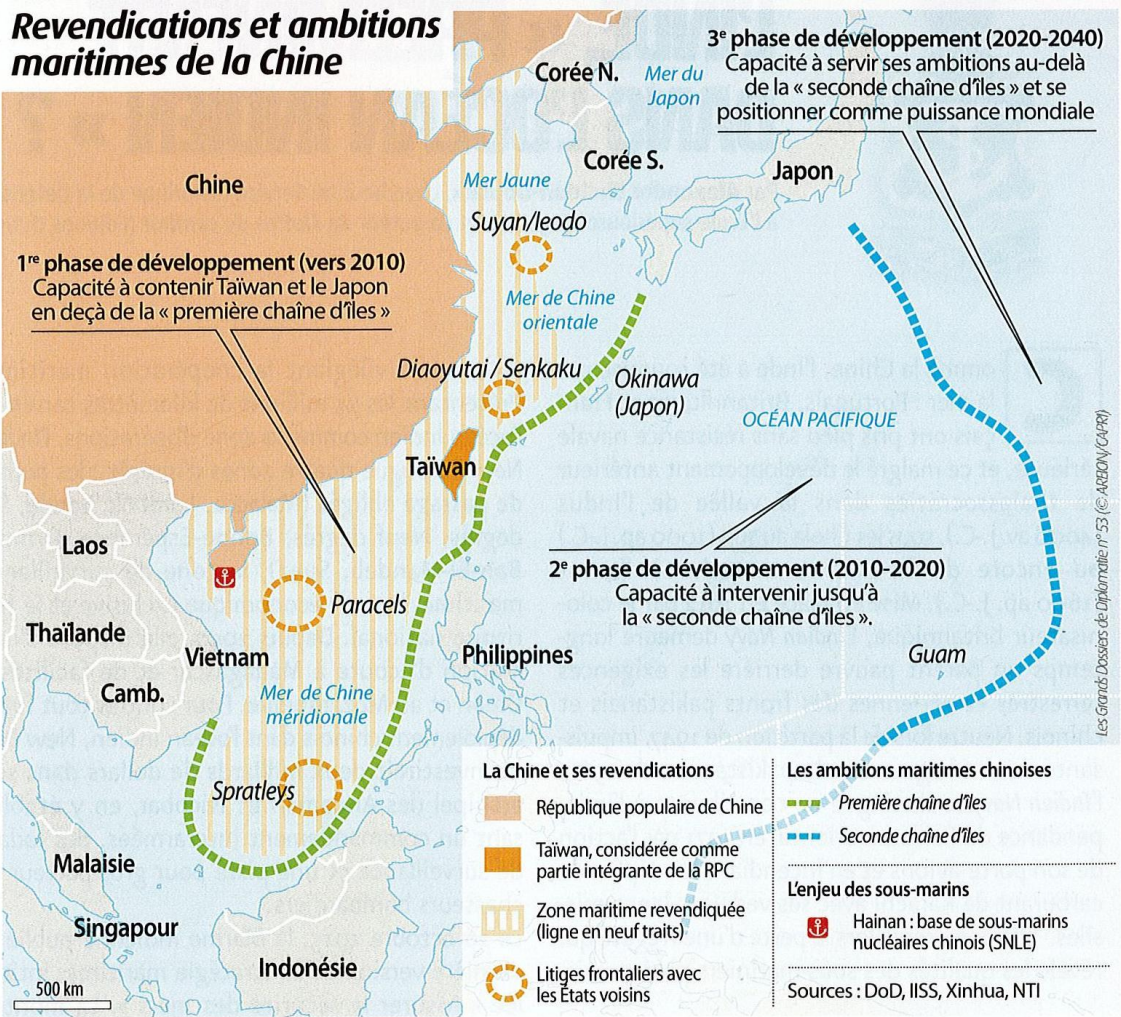 Revendications et ambitions
maritimes de la Chine
3e phase de développement (2020-2040)
Capacité à servir ses ambitions au-delà
de la « seconde chaîne d'îles » et se
positionner comme puissance mondiale
Corée N.
Mer du
Japon
Corée S.
Japon
Chine
Mer Jaune
Suyan/Ieodo
1re phase de développement (vers 2010)
Capacité à contenir Taïwan et le Japon
en deçà de la « première chaîne d'îles »
Mer de Chine
orientale
Diaoyutai / Senkaku
Okinawa
(Japon)
OCÉAN PACIFIQUE
Taïwan
Laos
2e phase de développement (2010-2020)
Capacité à intervenir jusqu'à
la « seconde chaîne d'îles ».
Paracels
Thaïlande
Vietnam
Philippines
Guam
Camb.
Mer de Chine
méridionale
Spratleys
Malaisie
Singapour
Indonésie
500 km
La Chine et ses revendications
République populaire de Chine
Taïwan, considérée comme
partie intégrante de la RPC
Zone maritime revendiquée
(ligne en neuf traits)
Litiges frontaliers avec
les États voisins
Les ambitions maritimes chinoises
Première chaîne d'îles
Seconde chaîne d'îles
L'enjeu des sous-marins
Hainan : base de sous-marins
nucléaires chinois (SNLE)
Sources : DoD, IISS, Xinhua, NTI
Les Grands Dossiers de Diplomatie n° 53 (© AREION/CAPRI)